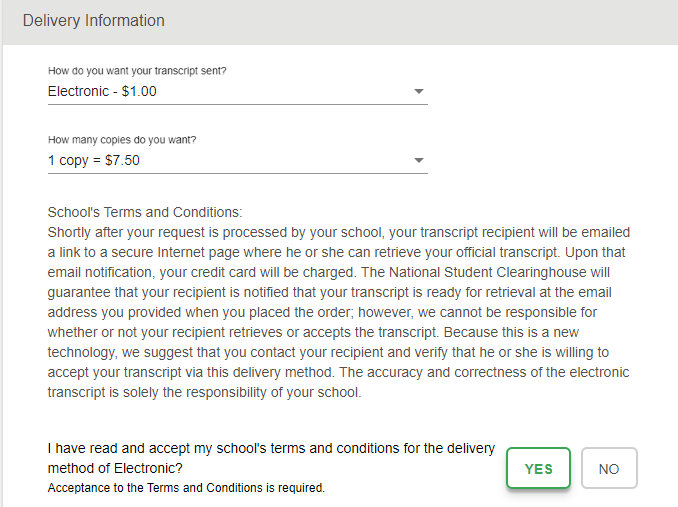 Delivery Information
How do you want your transcript sent?
Electronic - $1.00
How many copies do you want?
1 copy = $7.50
School's Terms and Conditions:
Shortly after your request is processed by your school, your transcript recipient will be emailed
a link to a secure Internet page where he or she can retrieve your official transcript. Upon that
email notification, your credit card will be charged. The National Student Clearinghouse will
guarantee that your recipient is notified that your transcript is ready for retrieval at the email
address you provided when you placed the order; however, we cannot be responsible for
whether or not your recipient retrieves or accepts the transcript. Because this is a new
technology, we suggest that you contact your recipient and verify that he or she is willing to
accept your transcript via this delivery method. The accuracy and correctness of the electronic
transcript is solely the responsibility of your school.
I have read and accept my school's terms and conditions for the delivery
method of Electronic?
Acceptance to the Terms and Conditions is required.
YES
NO